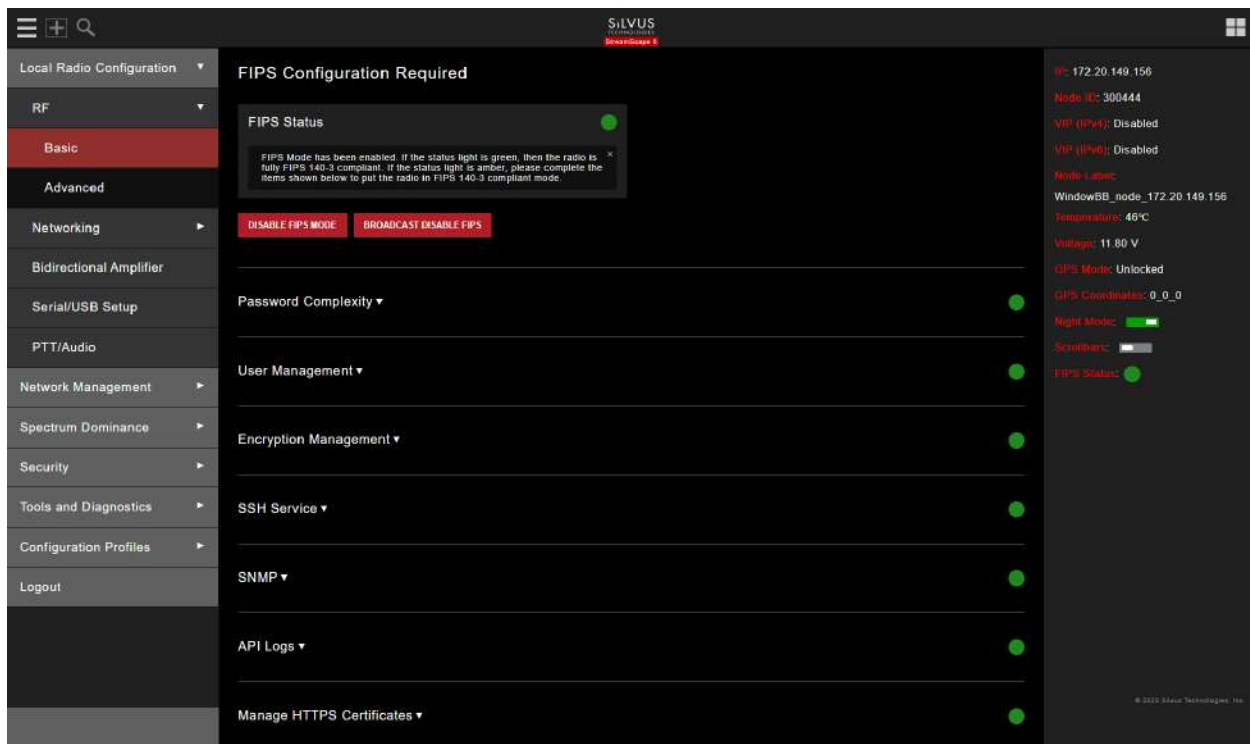 SiLVUS
TECHNOLOGIES
StreamScape 6
Local Radio Configuration
RF
Basic
Advanced
Networking
Bidirectional Amplifier
Serial/USB Setup
PTT/Audio
Network Management
Spectrum Dominance
Security
Tools and Diagnostics
Configuration Profiles
Logout
FIPS Configuration Required
FIPS Status
FIPS Mode has been enabled. If the status light is green, then the radio is
fully FIPS 140-3 compliant. If the status light is amber, please complete the
items shown below to put the radio in FIPS 140-3 compliant mode.
DISABLE FIPS MODE
BROADCAST DISABLE FIPS
Password Complexity
User Management
Encryption Management
SSH Service
SNMP
API Logs
Manage HTTPS Certificates
IP: 172.20.149.156
Node ID: 300444
VIP (IPv4): Disabled
VIP (IPv6): Disabled
Node Label:
WindowBB_node_172.20.149.156
Temperature: 46°C
Voltage: 11.80 V
GPS Mode: Unlocked
GPS Coordinates: 0_0_0
Night Mode:
Scrollbars:
FIPS Status:
Silvus Technologies, Inc.